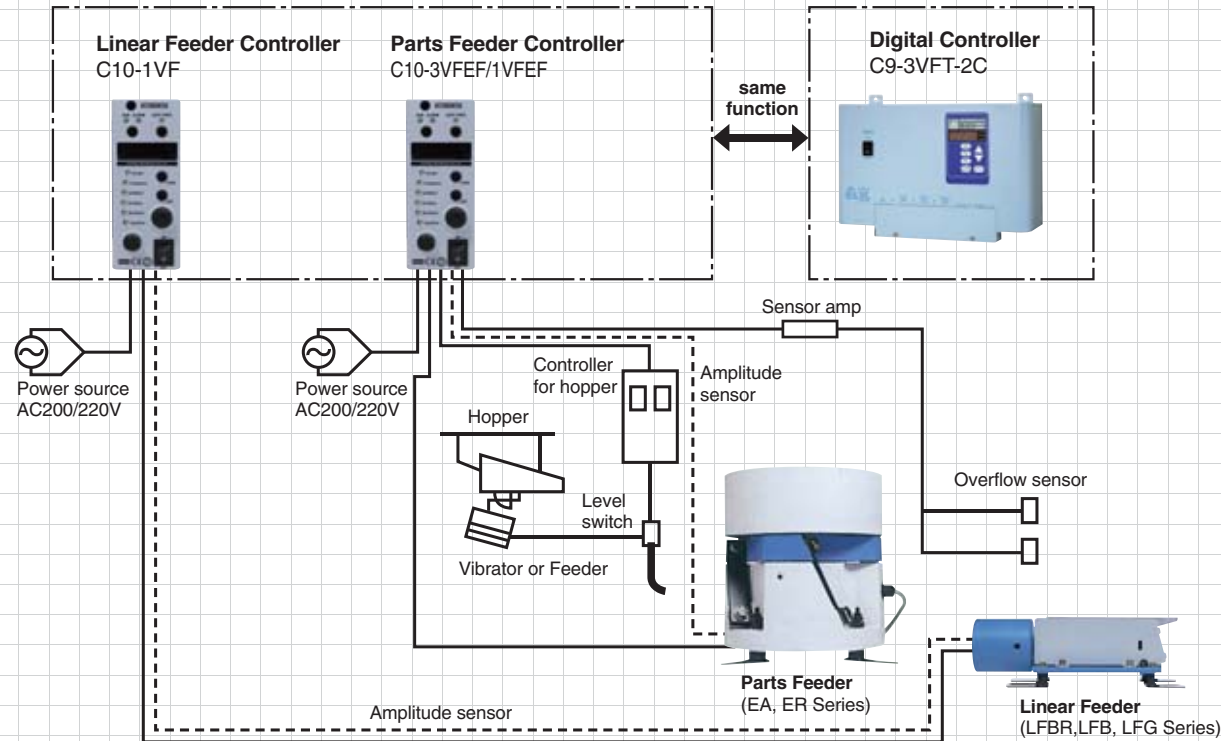 Linear Feeder Controller
C10-1VF
Parts Feeder Controller
C10-3VFEF/1VFEF
Digital Controller
C9-3VFT-2C
same
function
Sensor amp
Power source
AC200/220V
Power source
AC200/220V
Controller
for hopper
Amplitude
sensor
Hopper
Level
switch
Overflow sensor
Vibrator or Feeder
Parts Feeder
(EA, ER Series)
Linear Feeder
(LFBR,LFB, LFG Series)
Amplitude sensor